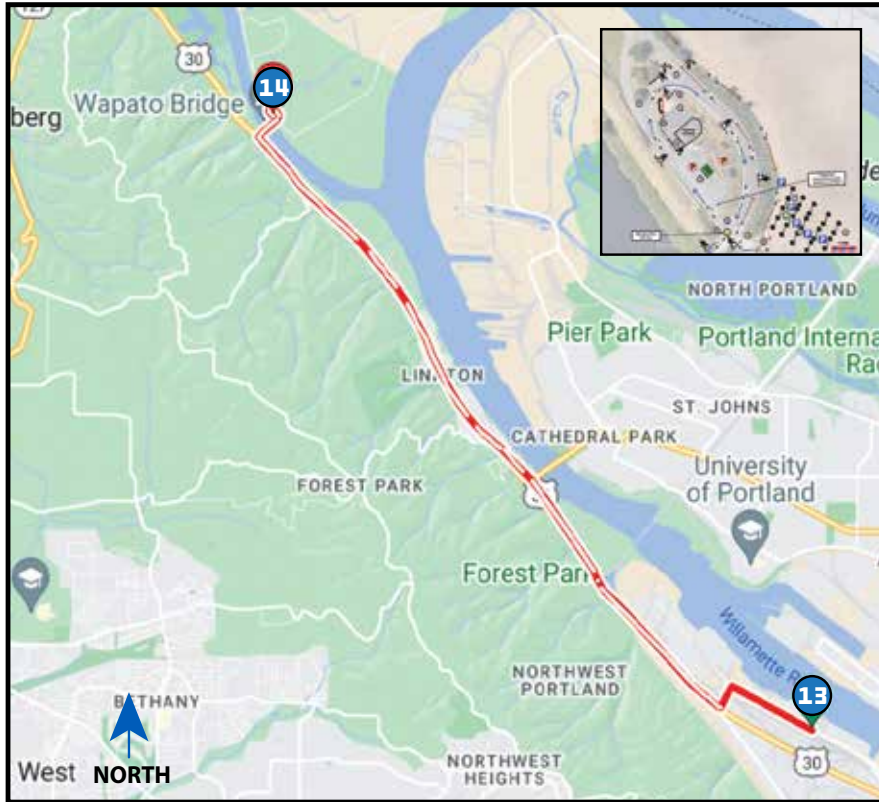 30
14
Wapato Bridge
berg
NORTH PORTLAND
Pier Park
Portland Interna
Rac
LINNTON
ST. JOHNS
CATHEDRAL PARK
University
of Portland
FOREST PARK
Forest Park
Willamette R
NORTHWEST
PORTLAND
13
BETHANY
West
NORTH
NORTHWEST
HEIGHTS
30